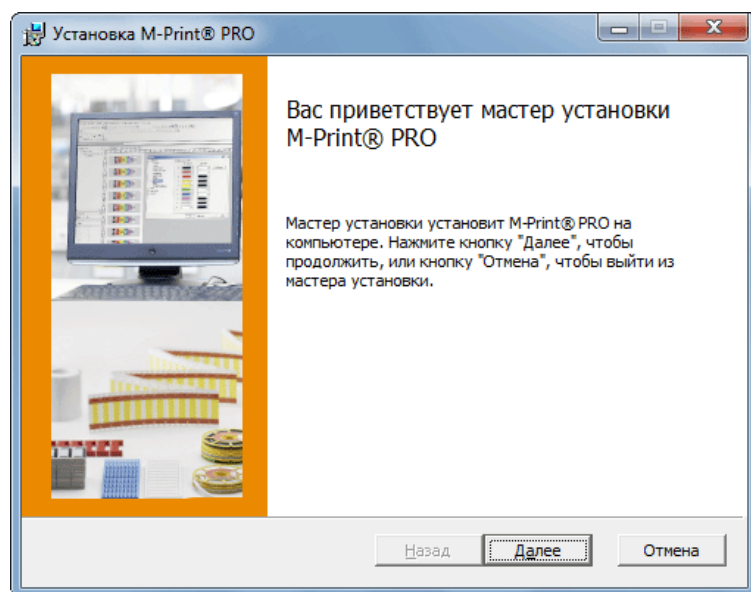 Установка M-Print® PRO
Вас приветствует мастер установки
M-Print® PRO
Мастер установки установит M-Print® PRO на
компьютере. Нажмите кнопку "Далее", чтобы
продолжить, или кнопку "Отмена", чтобы выйти из
мастера установки.
Назад
Далее
Отмена